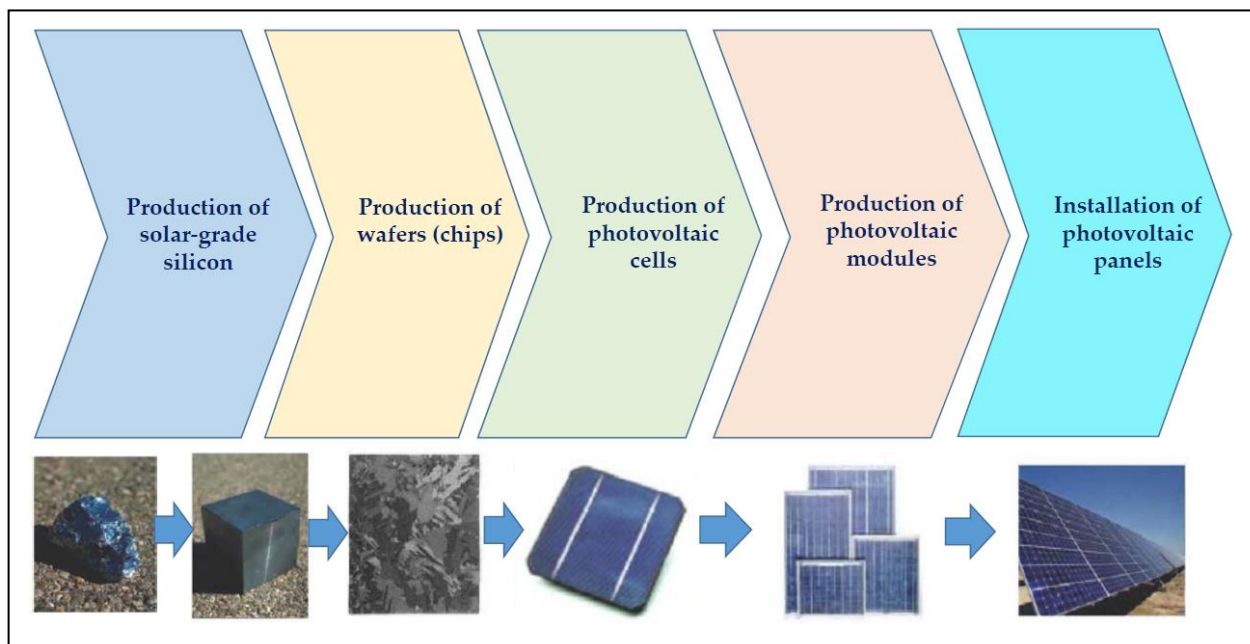 Production of
solar-grade
silicon
Production of
wafers (chips)
Production of
photovoltaic
cells
Production of
photovoltaic
modules
Installation of
photovoltaic
panels